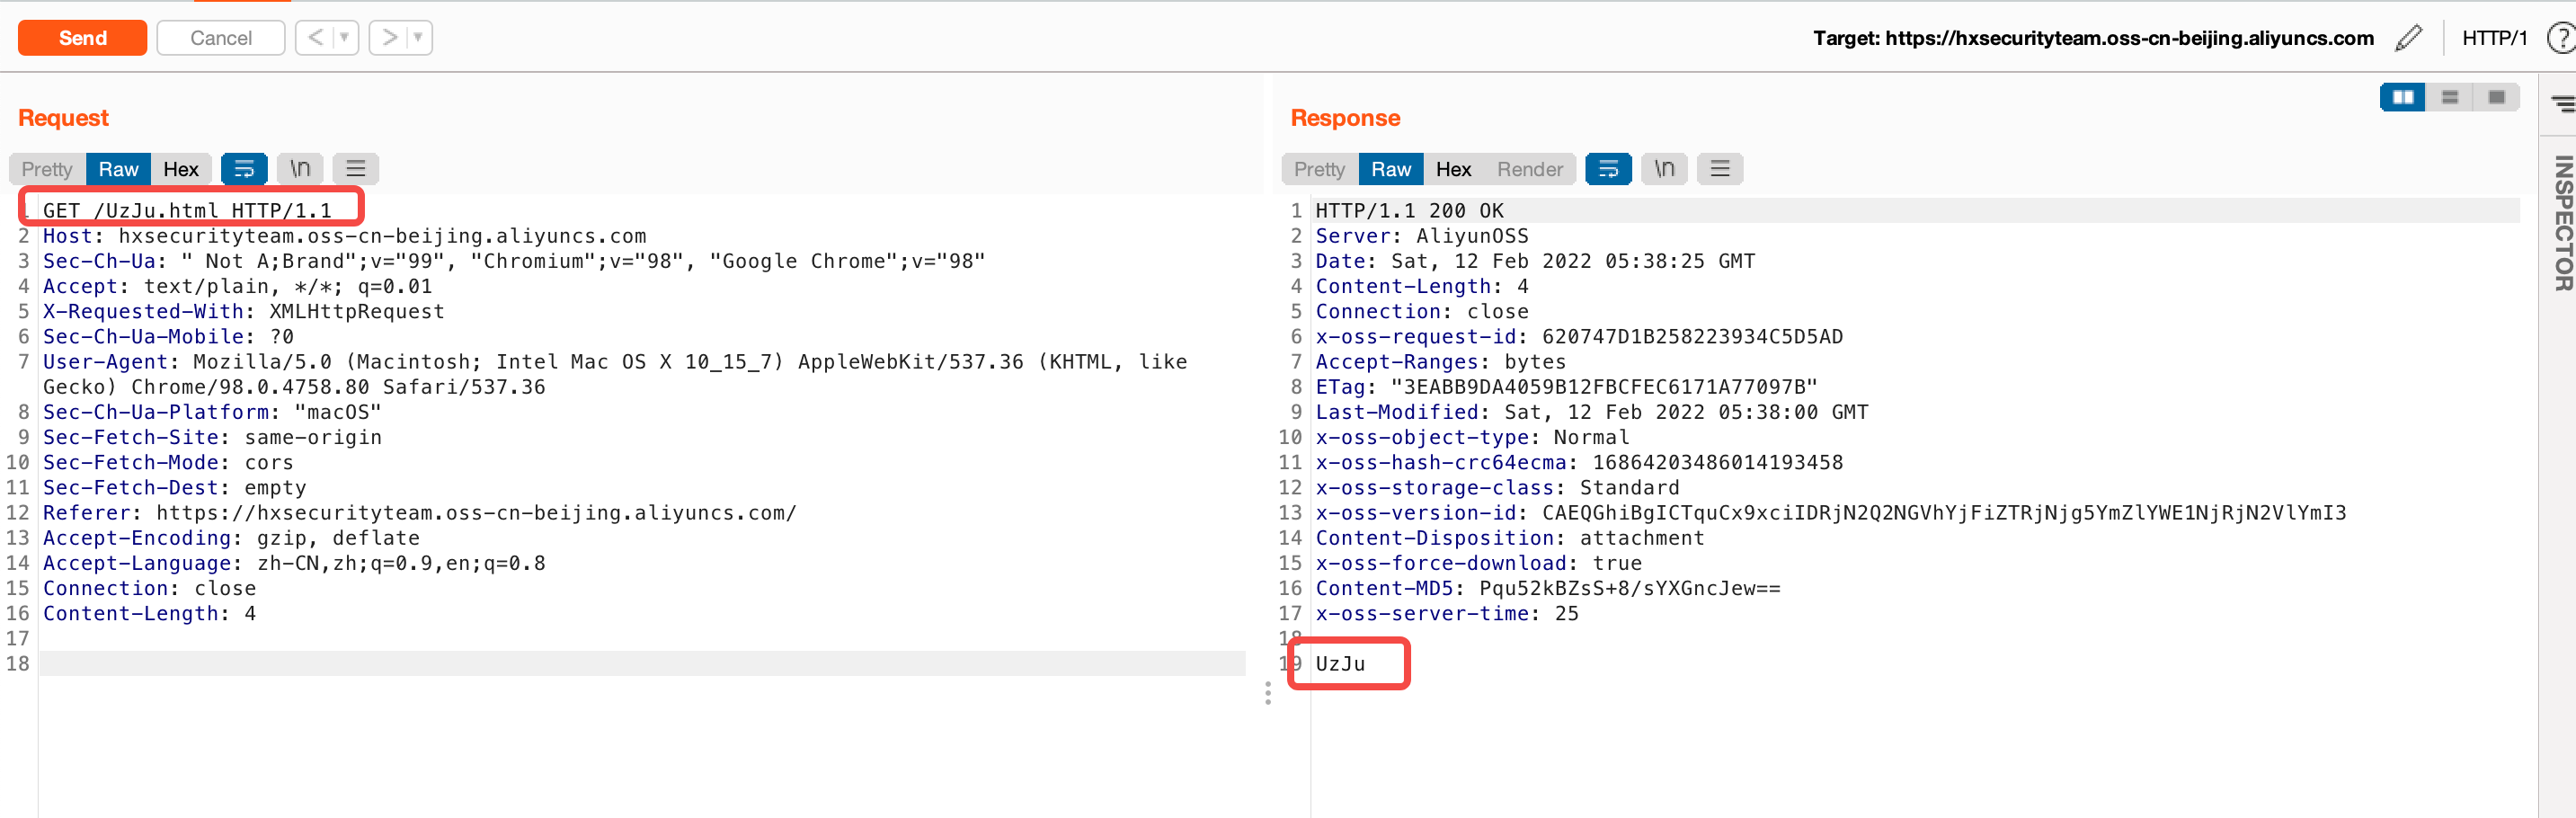 Send
Cancel
Target: https://hxsecurityteam.oss-cn-beijing.aliyuncs.com
HTTP/1
?
Request
Pretty
Raw
Hex
\n
GET /UzJu.html HTTP/1.1
2 Host: hxsecurityteam.oss-cn-beijing.aliyuncs.com
3 Sec-Ch-Ua: " Not A;Brand";v="99", "Chromium";v="98", "Google Chrome";v="98"
4 Accept: text/plain, */*; q=0.01
5 X-Requested-With: XMLHttpRequest
6 Sec-Ch-Ua-Mobile: ?0
7 User-Agent: Mozilla/5.0 (Macintosh; Intel Mac OS X 10_15_7) AppleWebKit/537.36 (KHTML, like
Gecko) Chrome/98.0.4758.80 Safari/537.36
8 Sec-Ch-Ua-Platform: "macOS"
9 Sec-Fetch-Site: same-origin
10 Sec-Fetch-Mode: cors
11 Sec-Fetch-Dest: empty
12 Referer: https://hxsecurityteam.oss-cn-beijing.aliyuncs.com/
13 Accept-Encoding: gzip, deflate
14 Accept-Language: zh-CN,zh;q=0.9,en;q=0.8
15 Connection: close
16 Content-Length: 4
17
18
Response
Pretty
Raw
Hex
Render
\n
1 HTTP/1.1 200 OK
2 Server: AliyunOSS
3 Date: Sat, 12 Feb 2022 05:38:25 GMT
4 Content-Length: 4
5 Connection: close
6 x-oss-request-id: 620747D1B258223934C5D5AD
7 Accept-Ranges: bytes
8 ETag: "3EABB9DA4059B12FBCFEC6171A77097B"
9 Last-Modified: Sat, 12 Feb 2022 05:38:00 GMT
10 x-oss-object-type: Normal
11 x-oss-hash-crc64ecma: 16864203486014193458
12 x-oss-storage-class: Standard
13 x-oss-version-id: CAEQGhiBgICTquCx9xciIDRjN2Q2NGVhYjFiZTRjNjg5YmZlYWE1NjRjN2VlYmI3
14 Content-Disposition: attachment
15 x-oss-force-download: true
16 Content-MD5: Pqu52kBZsS+8/sYXGncJew==
17 x-oss-server-time: 25
18
19 UzJu
INSPECTOR